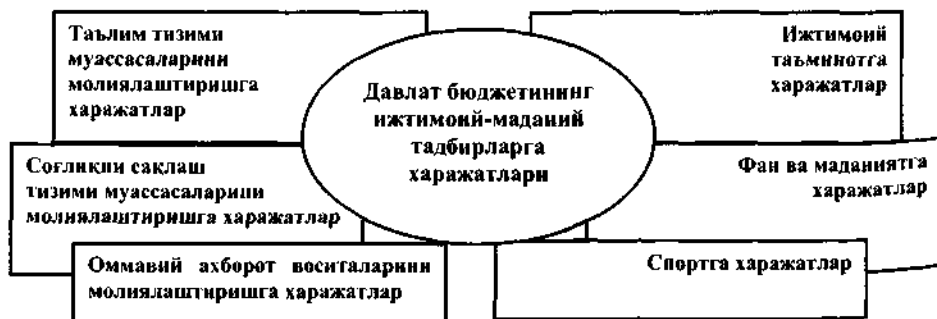 Таълим тизими
муассасаларини
молиялаштиришга
харажатлар
Ижтимоий
таъминотга
харажатлар
Давлат бюджетининг
ижтимоий-маданий
тадбирларга
харажатлари
Соғлиқни сақлаш
тизими муассасаларини
молиялаштиришга харажатлар
Фан ва маданиятга
харажатлар
Оммавий ахборот воситаларини
молиялаштиришга харажатлар
Спортга харажатлар